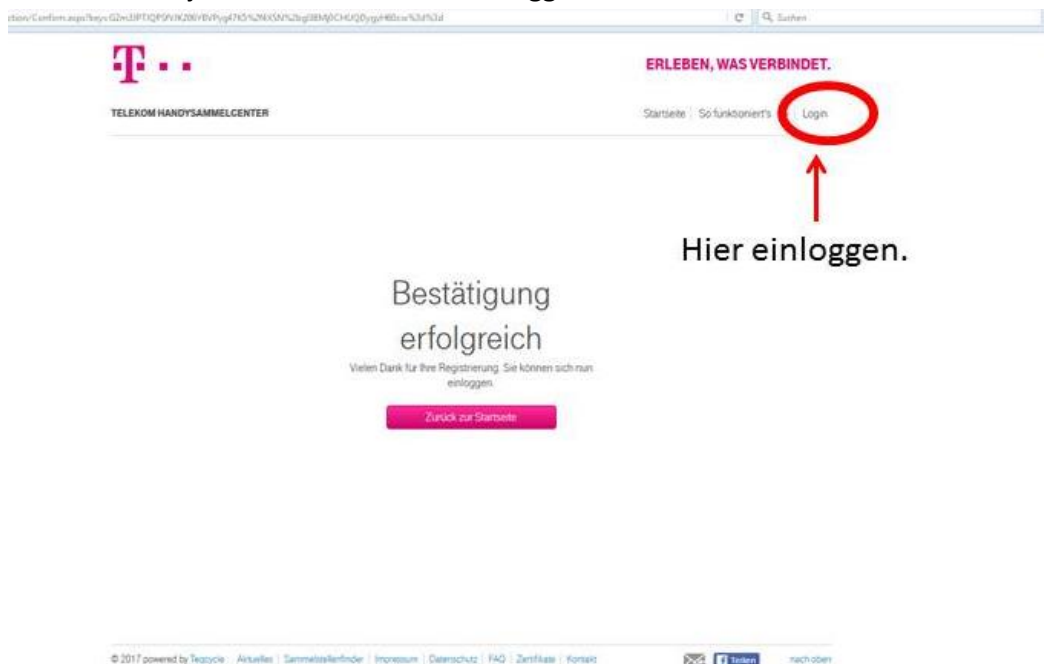 T
ERLEBEN, WAS VERBINDET.
TELEKOM HANDYSAMMELCENTER
Startseite So funktioniert's Login
Suchen
Hier einloggen.
Bestätigung
erfolgreich
Vielen Dank für Ihre Registrierung. Sie können sich nun
einloggen.
Zurück zur Startseite
© 2017 powered by Teqcycle Aktuelles Sammelstellenfinder Impressum Datenschutz FAQ Zertifikate Kontakt
Teilen nach oben